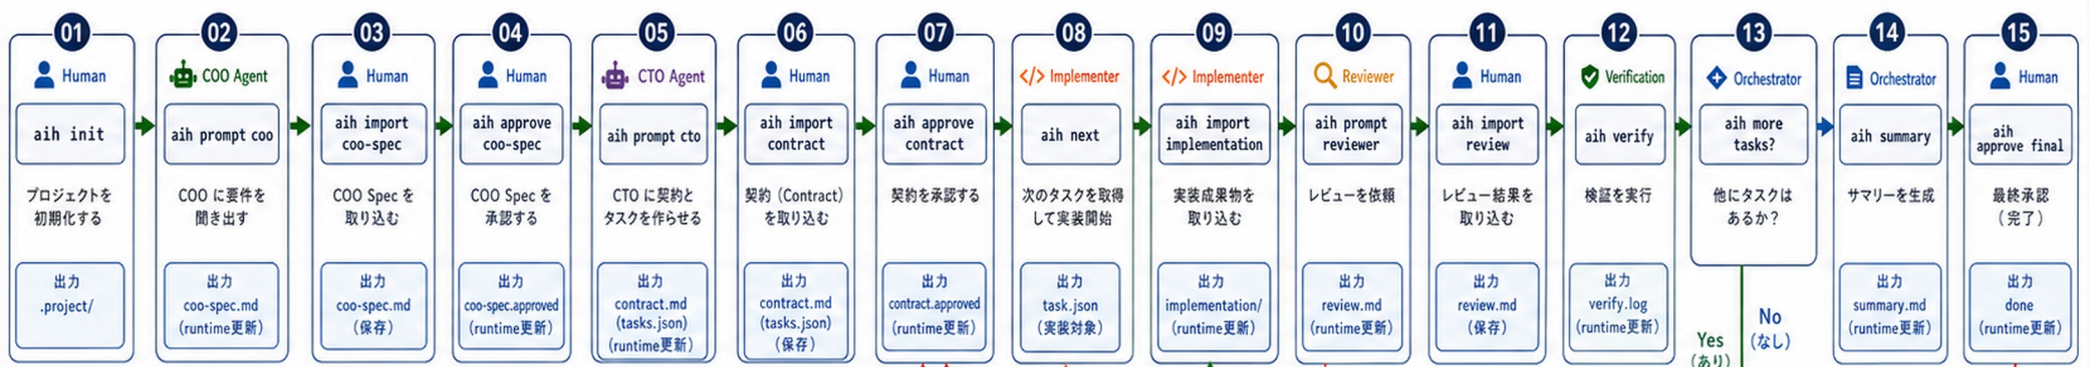 01
Human
aih init
プロジェクトを
初期化する
出力
.project/
02
COO Agent
aih prompt coo
COO に要件を
聞き出す
出力
coo-spec.md
(runtime更新)
03
Human
aih import
coo-spec
COO Spec を
取り込む
出力
coo-spec.md
(保存)
04
Human
aih approve
coo-spec
COO Spec を
承認する
出力
coo-spec.approved
(runtime更新)
05
CTO Agent
aih prompt cto
CTO に契約と
タスクを作らせる
出力
contract.md
(tasks.json)
(runtime更新)
06
Human
aih import
contract
契約 (Contract)
を取り込む
出力
contract.md
(tasks.json)
(保存)
07
Human
aih approve
contract
契約を承認する
出力
contract.approved
(runtime更新)
08
</> Implementer
aih next
次のタスクを取得
して実装開始
出力
task.json
(実装対象)
09
</> Implementer
aih import
implementation
実装成果物を
取り込む
出力
implementation/
(runtime更新)
10
Reviewer
aih prompt
reviewer
レビューを依頼
出力
review.md
(runtime更新)
11
Human
aih import
review
レビュー結果を
取り込む
出力
review.md
(保存)
12
Verification
aih verify
検証を実行
出力
verify.log
(runtime更新)
13
Orchestrator
aih more
tasks?
他にタスクは
あるか？
Yes
(あり)
No
(なし)
14
Orchestrator
aih summary
サマリーを生成
出力
summary.md
(runtime更新)
15
Human
aih
approve final
最終承認
(完了)
出力
done
(runtime更新)